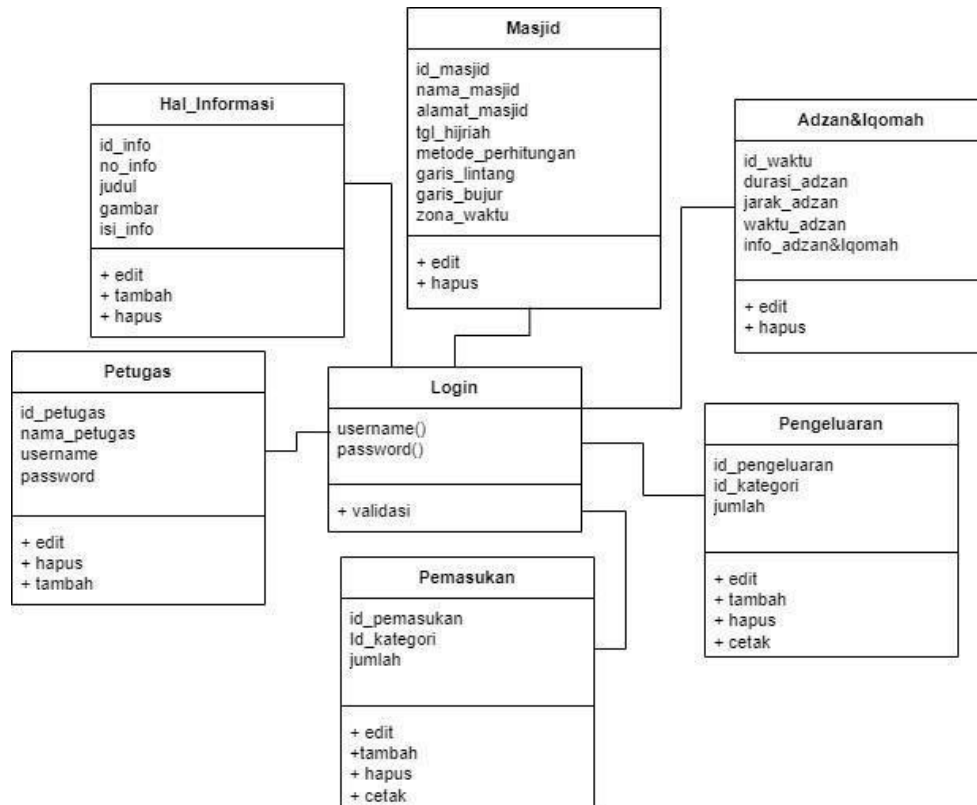 Masjid
id_masjid
nama_masjid
alamat_masjid
tgl_hijriah
metode_perhitungan
garis_lintang
garis_bujur
zona_waktu
+ edit
+ hapus
Hal_Informasi
id_info
no_info
judul
gambar
isi_info
+ edit
+ tambah
+ hapus
Adzan&Iqomah
id_waktu
durasi_adzan
jarak_adzan
waktu_adzan
info_adzan&Iqomah
+ edit
+ hapus
Petugas
id_petugas
nama_petugas
username
password
+ edit
+ hapus
+ tambah
Login
username()
password()
+ validasi
Pengeluaran
id_pengeluaran
id_kategori
jumlah
+ edit
+ tambah
+ hapus
+ cetak
Pemasukan
id_pemasukan
Id_kategori
jumlah
+ edit
+tambah
+ hapus
+ cetak